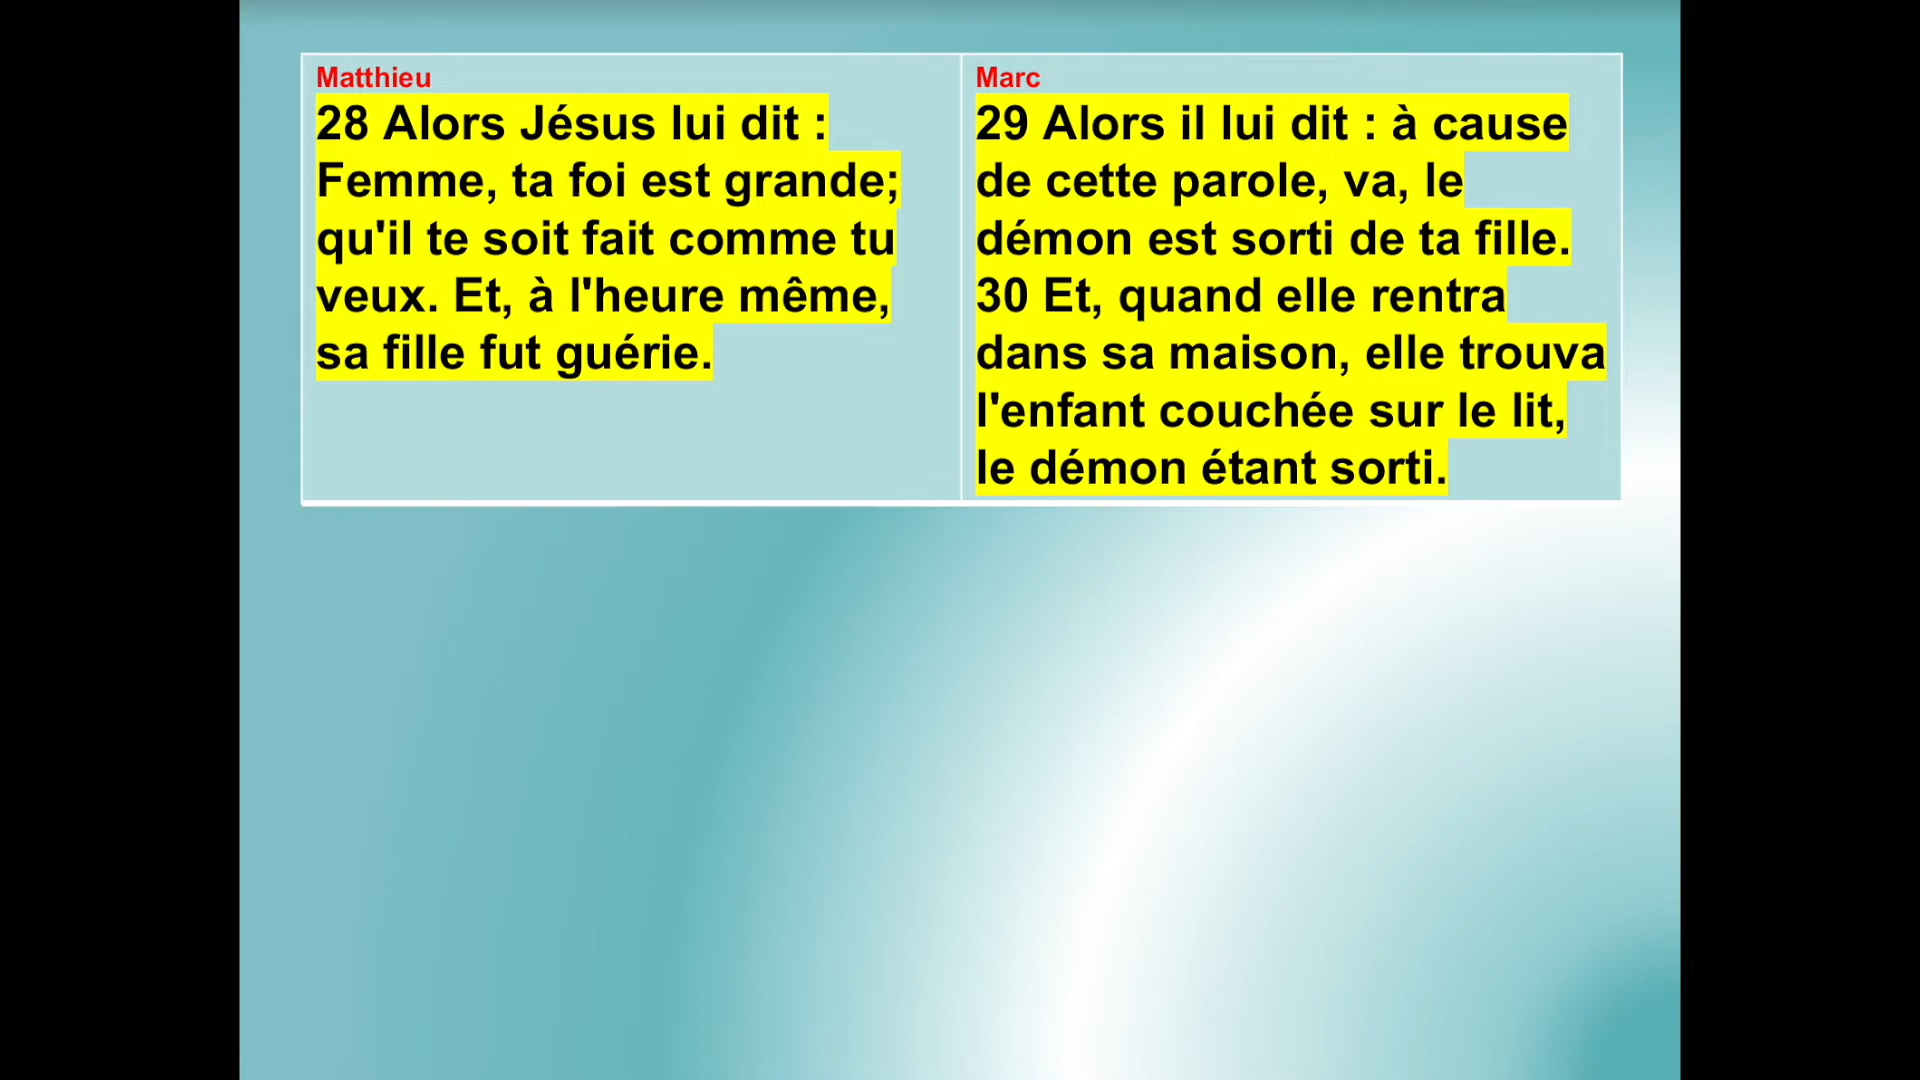 Matthieu
28 Alors Jésus lui dit :
Femme, ta foi est grande;
qu'il te soit fait comme tu
veux. Et, à l'heure même,
sa fille fut guérie.
Marc
29 Alors il lui dit : à cause
de cette parole, va, le
démon est sorti de ta fille.
30 Et, quand elle rentra
dans sa maison, elle trouva
l'enfant couchée sur le lit,
le démon étant sorti.